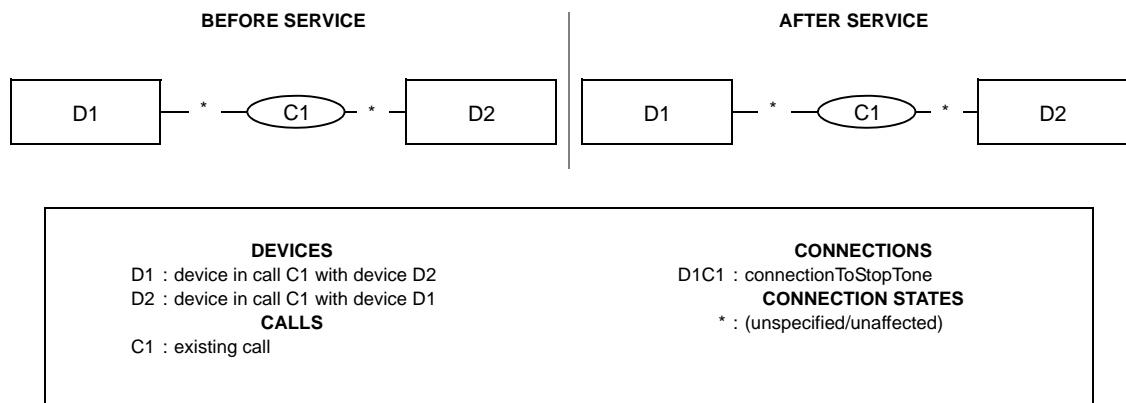 BEFORE SERVICE
AFTER SERVICE
D1 * C1 * D2
D1 * C1 * D2
DEVICES
D1 : device in call C1 with device D2
D2 : device in call C1 with device D1
CALLS
C1 : existing call
CONNECTIONS
D1C1 : connectionToStopTone
CONNECTION STATES
* : (unspecified/unaffected)